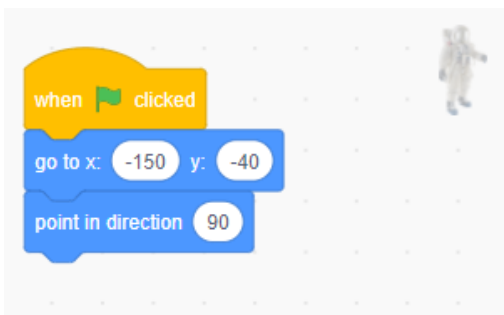 when clicked
go to x: -150 y: -40
point in direction 90